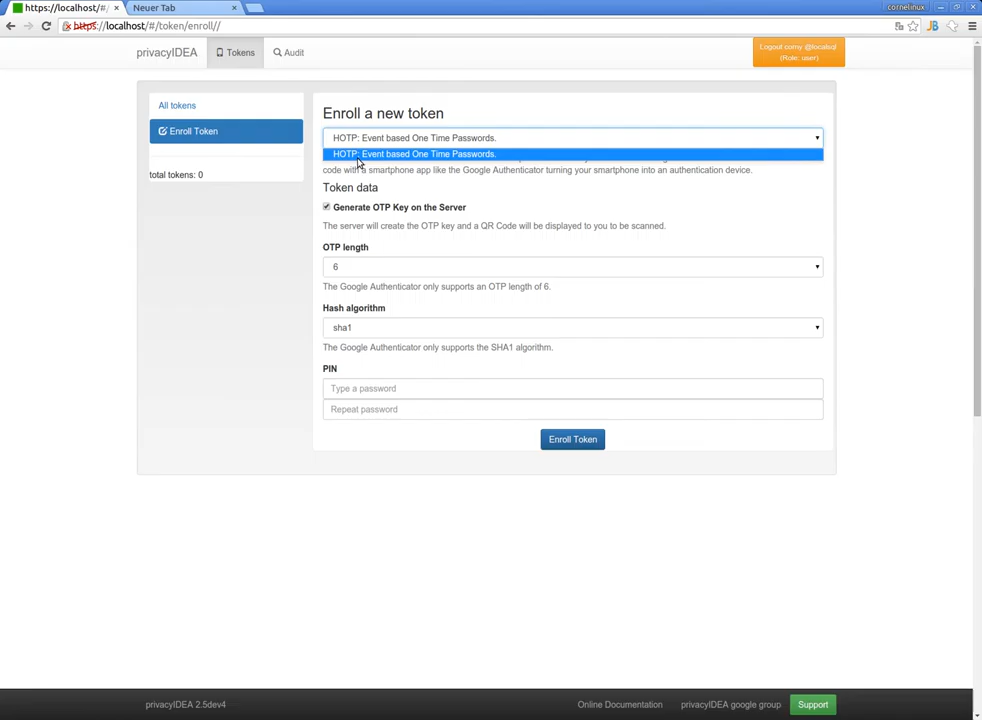 https://localhost/#/
Neuer Tab
cornelinux
https://localhost/#/token/enroll//
privacyIDEA
Tokens
Audit
Logout corny @localsql
(Role: user)
All tokens
Enroll Token
total tokens: 0
Enroll a new token
HOTP: Event based One Time Passwords.
HOTP: Event based One Time Passwords.
code with a smartphone app like the Google Authenticator turning your smartphone into an authentication device.
Token data
Generate OTP Key on the Server
The server will create the OTP key and a QR Code will be displayed to you to be scanned.
OTP length
6
The Google Authenticator only supports an OTP length of 6.
Hash algorithm
sha1
The Google Authenticator only supports the SHA1 algorithm.
PIN
Type a password
Repeat password
Enroll Token
privacyIDEA 2.5dev4
Online Documentation
privacyIDEA google group
Support